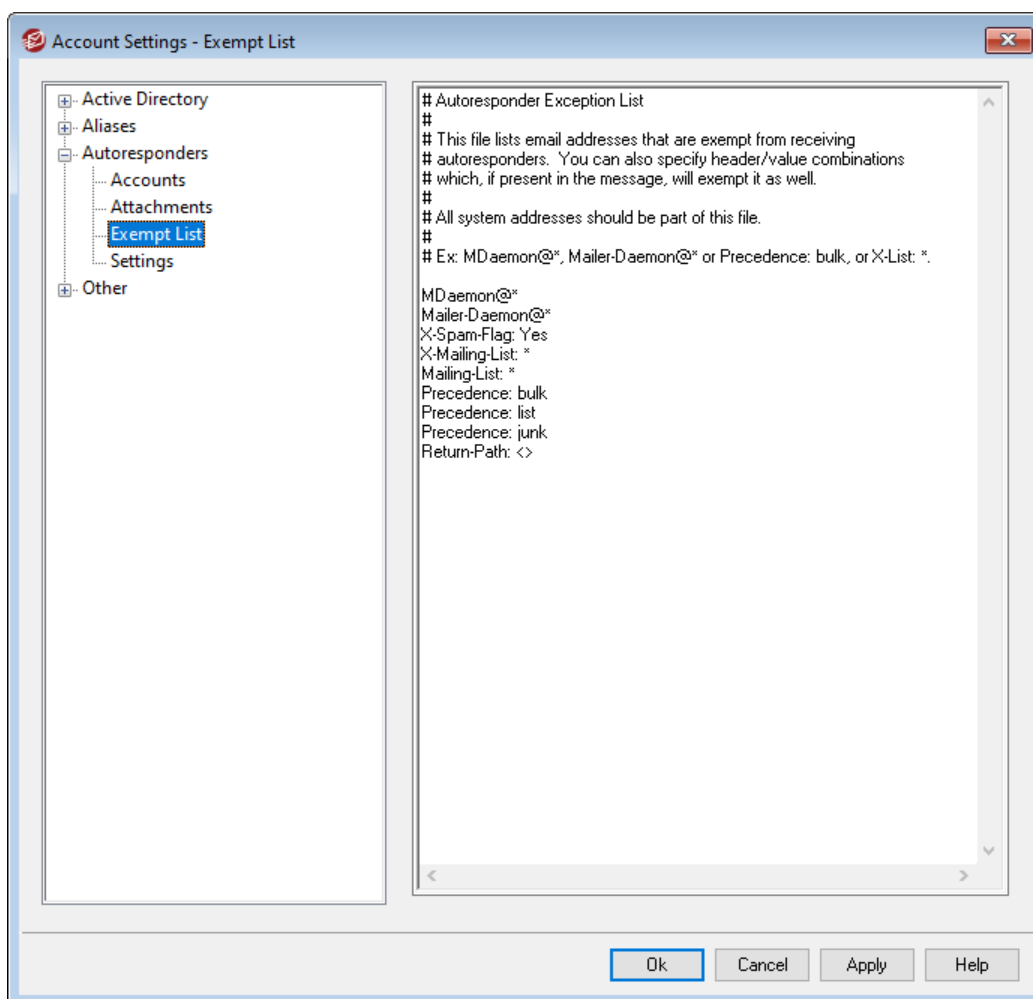 Account Settings - Exempt List
Active Directory
Aliases
Autoresponders
Accounts
Attachments
Exempt List
Settings
Other
# Autoresponder Exception List
#
# This file lists email addresses that are exempt from receiving
# autoresponders.  You can also specify header/value combinations
# which, if present in the message, will exempt it as well.
#
# All system addresses should be part of this file.
#
# Ex: MDaemon@*, Mailer-Daemon@* or Precedence: bulk, or X-List: *.
MDaemon@*
Mailer-Daemon@*
X-Spam-Flag: Yes
X-Mailing-List: *
Mailing-List: *
Precedence: bulk
Precedence: list
Precedence: junk
Return-Path: <>
Ok
Cancel
Apply
Help